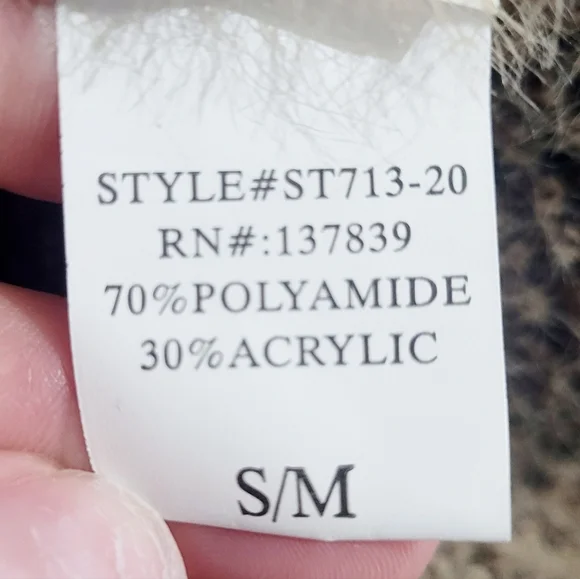 STYLE#ST713-20
RN#:137839
70%POLYAMIDE
30%ACRYLIC
S/M